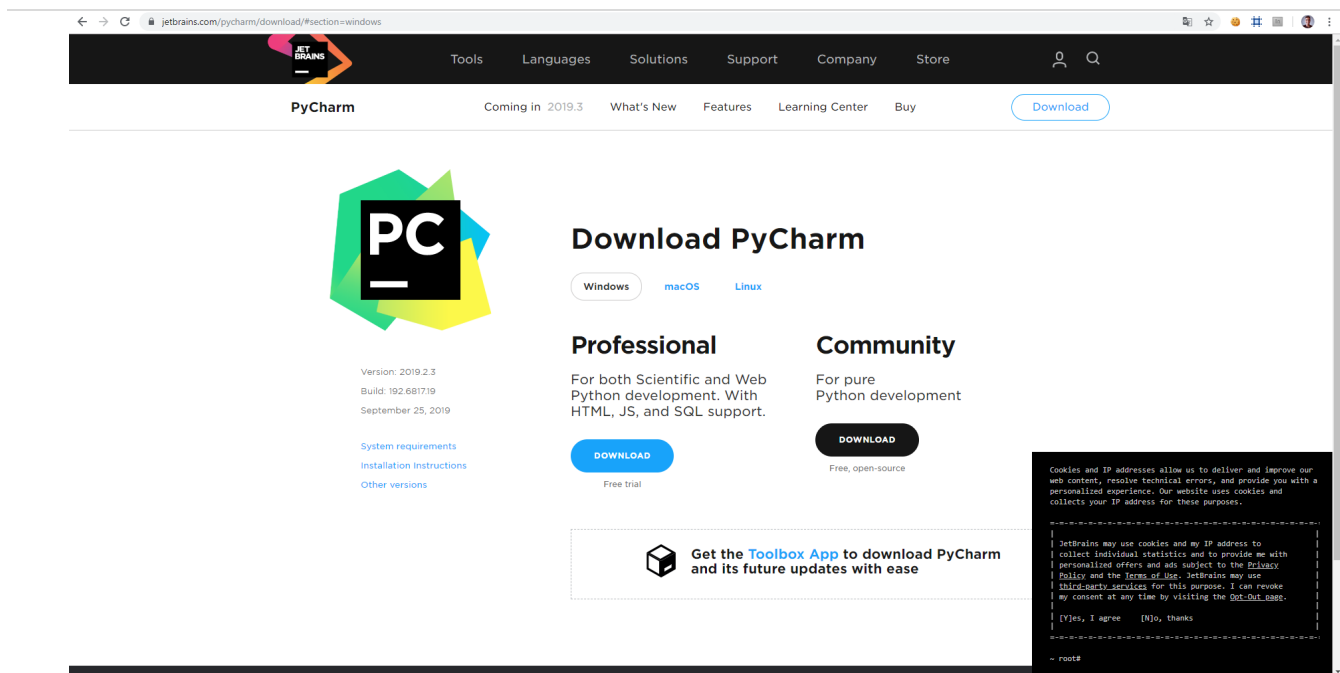 jetbrains.com/pycharm/download/#section=windows
JET
BRAINS
Tools Languages Solutions Support Company Store
PyCharm Coming in 2019.3 What's New Features Learning Center Buy Download
PC
Download PyCharm
Windows macOS Linux
Professional
For both Scientific and Web
Python development. With
HTML, JS, and SQL support.
DOWNLOAD
Free trial
Community
For pure
Python development
DOWNLOAD
Free, open-source
Version: 2019.2.3
Build: 192.6817.19
September 25, 2019
System requirements
Installation Instructions
Other versions
Get the Toolbox App to download PyCharm
and its future updates with ease
Cookies and IP addresses allow us to deliver and improve our
web content, resolve technical errors, and provide you with a
personalized experience. Our website uses cookies and
collects your IP address for these purposes.
JetBrains may use cookies and my IP address to
collect individual statistics and to provide me with
personalized offers and ads subject to the Privacy
Policy and the Terms of Use. JetBrains may use
third-party services for this purpose. I can revoke
my consent at any time by visiting the Opt-Out page.
[Y]es, I agree [N]o, thanks
~ root#